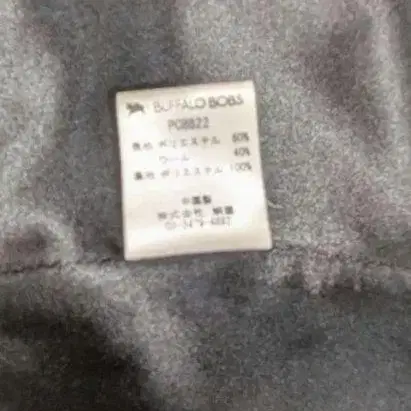 BUFFALO BOBS
PC8822
表地 ポリエステル 60%
ウール 40%
裏地 ポリエステル 100%
中国製
株式会社